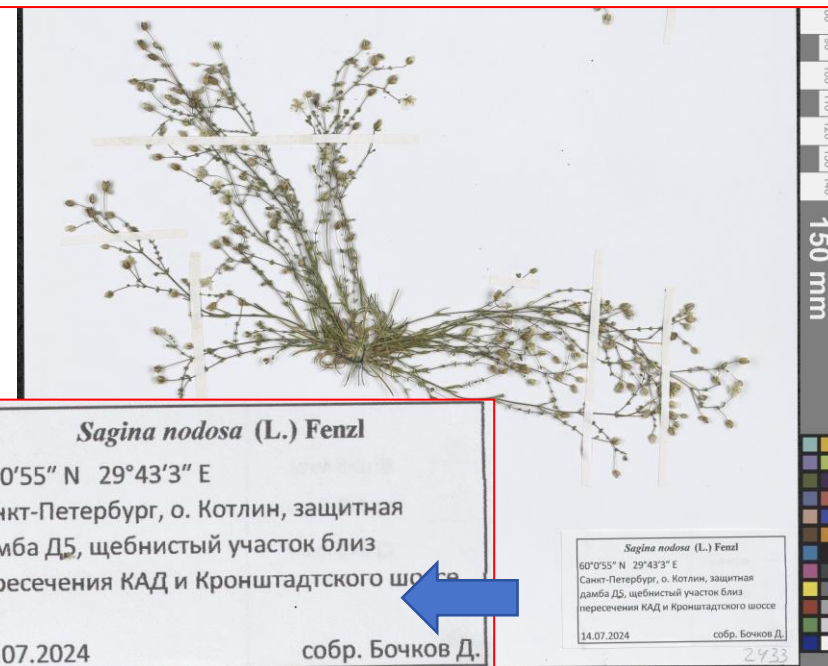 150 mm
Sagina nodosa (L.) Fenzl
0'55" N 29°43'3" E
нкт-Петербург, о. Котлин, защитная
мба Д5, щебнистый участок близ
ресечения КАД и Кронштадтского шоссе
07.2024 собр. Бочков Д.
Sagina nodosa (L.) Fenzl
60°0'55" N 29°43'3" E
Санкт-Петербург, о. Котлин, защитная
дамба Д5, щебнистый участок близ
пересечения КАД и Кронштадтского шоссе
14.07.2024 собр. Бочков Д.
2433